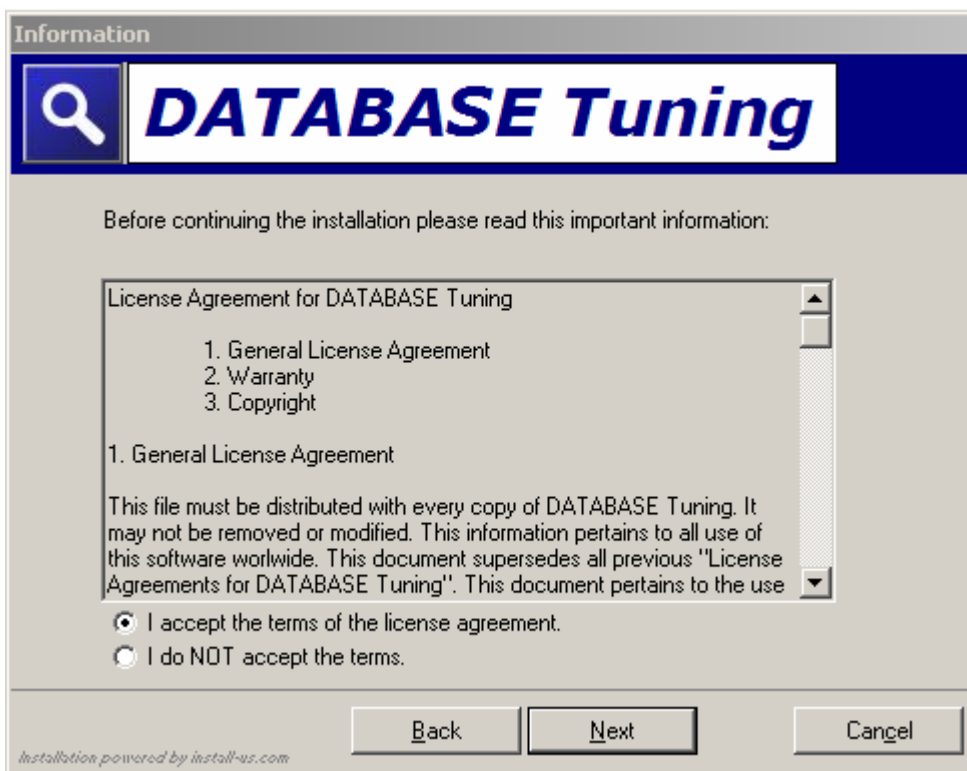 Information
DATABASE Tuning
Before continuing the installation please read this important information:
License Agreement for DATABASE Tuning
1. General License Agreement
2. Warranty
3. Copyright
1. General License Agreement
This file must be distributed with every copy of DATABASE Tuning. It
may not be removed or modified. This information pertains to all use of
this software worlwide. This document supersedes all previous "License
Agreements for DATABASE Tuning". This document pertains to the use
I accept the terms of the license agreement.
I do NOT accept the terms.
Back
Next
Cancel
Installation powered by install-us.com